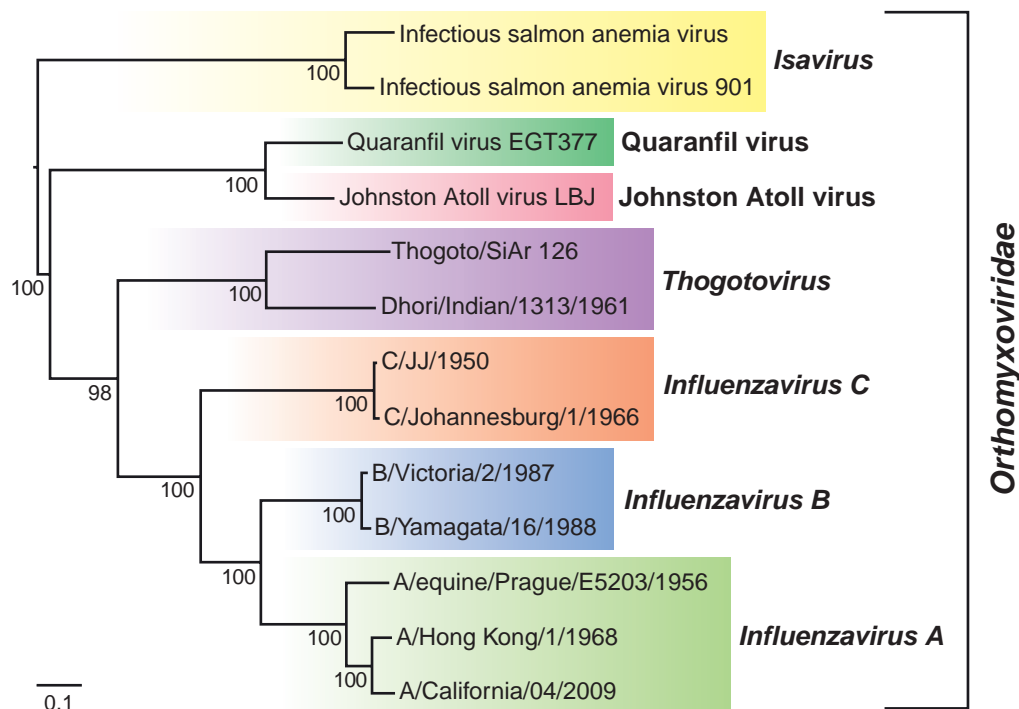 Infectious salmon anemia virus
100
Infectious salmon anemia virus 901
Isavirus
Quaranfil virus EGT377
Quaranfil virus
100
Johnston Atoll virus LBJ
Johnston Atoll virus
100
Thogoto/SiAr 126
100
Dhori/Indian/1313/1961
Thogotovirus
98
C/JJ/1950
100
C/Johannesburg/1/1966
Influenzavirus C
100
B/Victoria/2/1987
100
B/Yamagata/16/1988
Influenzavirus B
100
A/equine/Prague/E5203/1956
100
A/Hong Kong/1/1968
100
A/California/04/2009
Influenzavirus A
Orthomyxoviridae
0.1